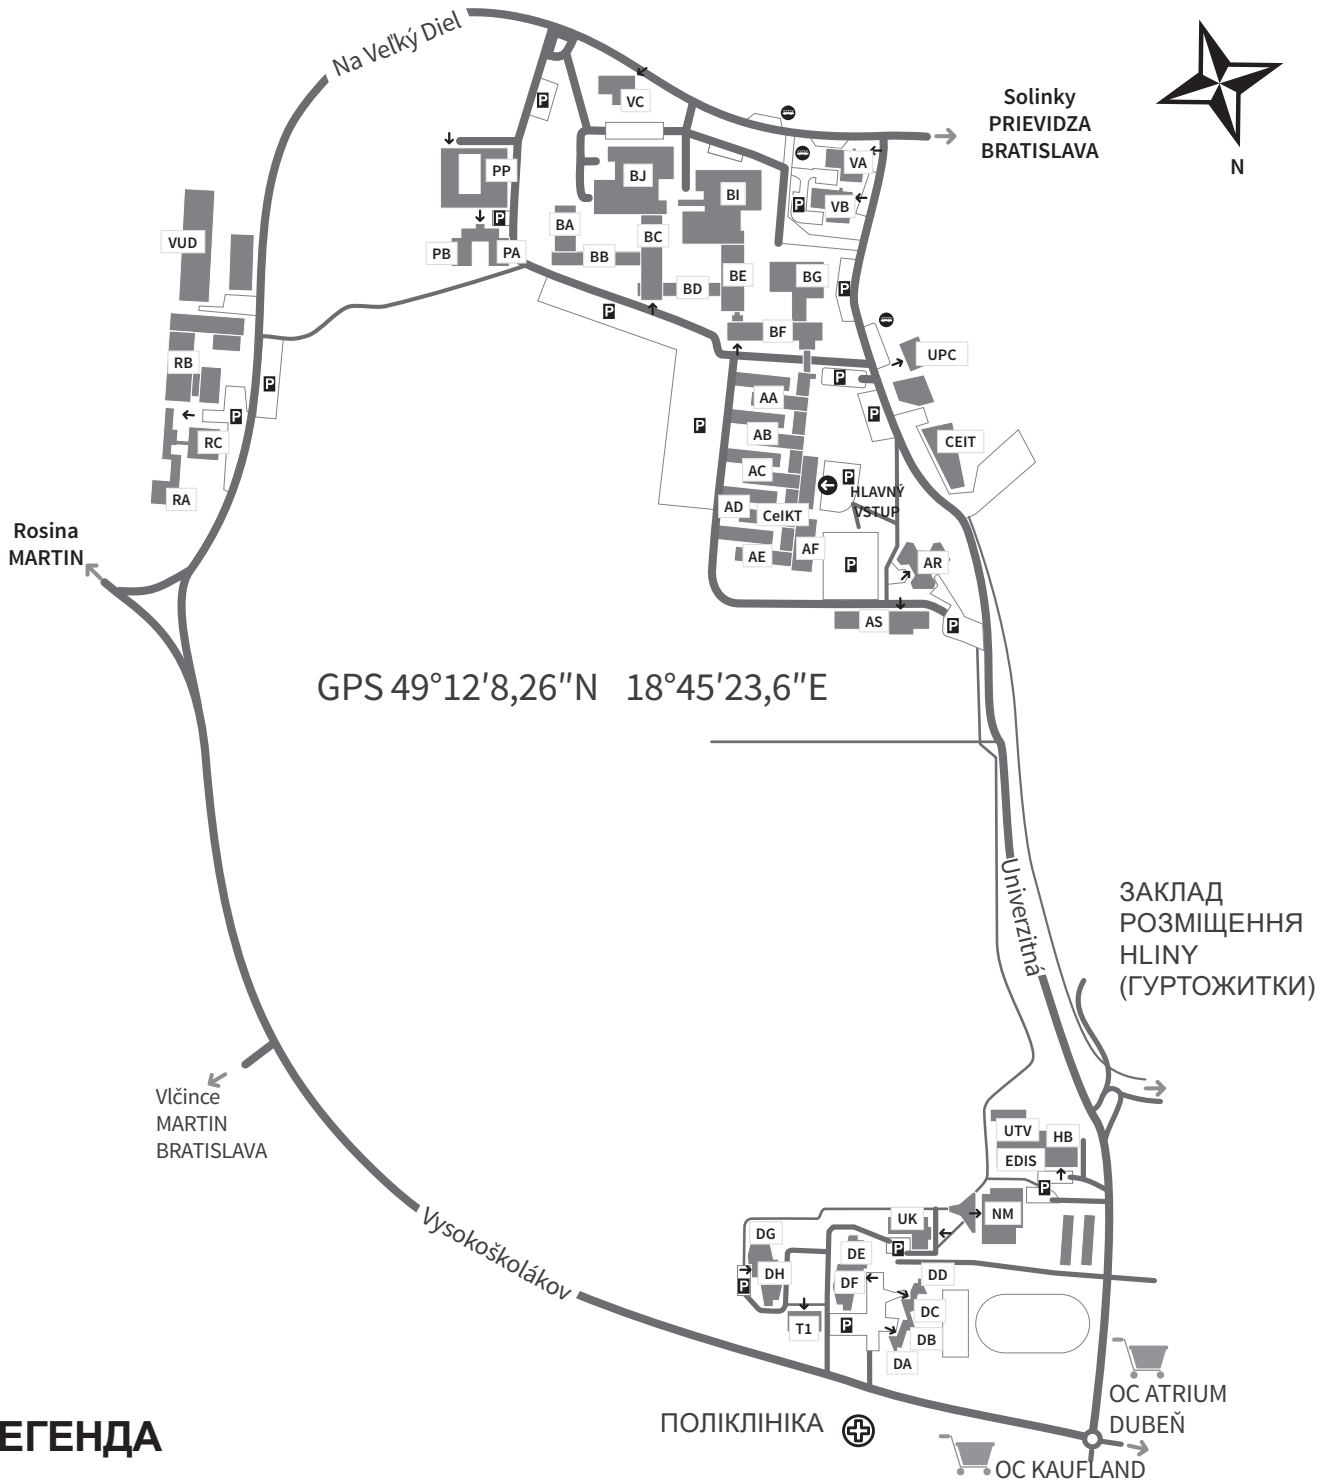 Na Veľký Diel
Solinky
PRIEVIDZA
BRATISLAVA
N
P
VC
VA
VB
P
PP
P
PB
PA
BJ
BI
BA
BB
BC
BD
BE
BG
P
BF
P
VUD
RB
P
P
RC
RA
UPC
P
P
P
AA
AB
AC
AD
CeIKT
AE
AF
P
HLAVNÝ
VSTUP
CEIT
P
AR
AS
P
Rosina
MARTIN
GPS 49°12'8,26"N 18°45'23,6"E
Univerzitná
ЗАКЛАД
РОЗМІЩЕННЯ
HLINY
(ГУРТОЖИТКИ)
Vlčince
MARTIN
BRATISLAVA
UTV
HB
EDIS
P
NM
UK
P
DG
DH
P
DE
DF
DD
DC
DB
DA
T1
P
Vysokoškolákov
OC ATRIUM
DUBEŇ
ПОЛІКЛІНІКА
OC KAUFLAND
ЕГЕНДА